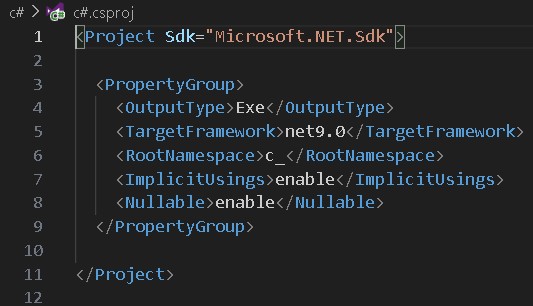 c# > c#.csproj
1 <Project Sdk="Microsoft.NET.Sdk">
2
3 <PropertyGroup>
4 <OutputType>Exe</OutputType>
5 <TargetFramework>net9.0</TargetFramework>
6 <RootNamespace>c_</RootNamespace>
7 <ImplicitUsings>enable</ImplicitUsings>
8 <Nullable>enable</Nullable>
9 </PropertyGroup>
10
11 </Project>
12